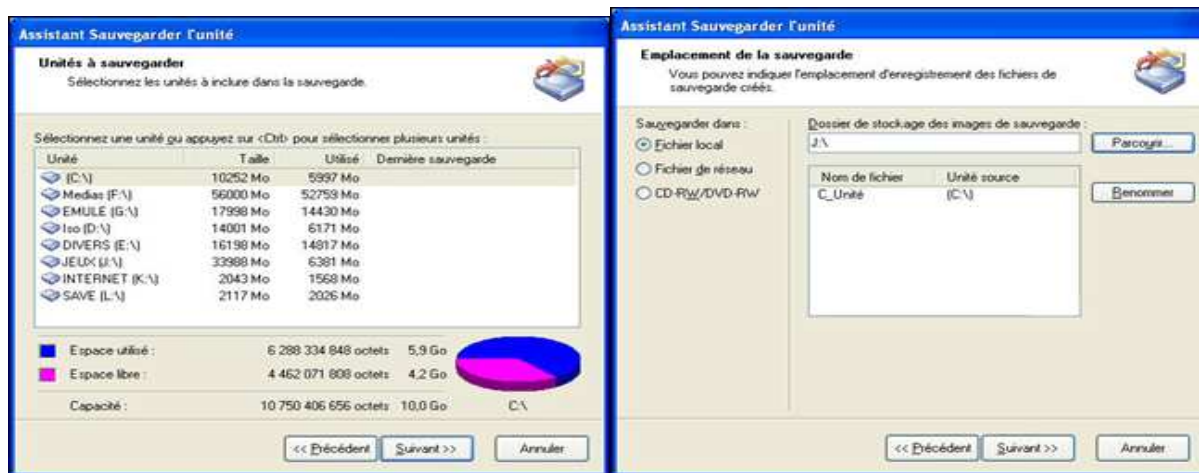 Assistant Sauvegarder l'unité
Unités à sauvegarder
Sélectionnez les unités à inclure dans la sauvegarde.
Sélectionnez une unité ou appuyez sur <Ctrl> pour sélectionner plusieurs unités :
Unité Taille Utilisé Dernière sauvegarde
(C:\) 10252 Mo 5997 Mo
Medias (F:\) 56000 Mo 52759 Mo
EMULE (G:\) 17998 Mo 14430 Mo
Iso (D:\) 14001 Mo 6171 Mo
DIVERS (E:\) 16198 Mo 14817 Mo
JEUX (J:\) 33988 Mo 6381 Mo
INTERNET (K:\) 2043 Mo 1568 Mo
SAVE (L:\) 2117 Mo 2026 Mo
Espace utilisé : 6 288 334 848 octets 5,9 Go
Espace libre : 4 462 071 808 octets 4,2 Go
Capacité : 10 750 406 656 octets 10,0 Go C:\
<< Précédent Suivant >> Annuler
Assistant Sauvegarder l'unité
Emplacement de la sauvegarde
Vous pouvez indiquer l'emplacement d'enregistrement des fichiers de
sauvegarde créés.
Sauvegarder dans :
Fichier local
Fichier de réseau
CD-RW/DVD-RW
Dossier de stockage des images de sauvegarde :
J:\ Parcourir...
Nom de fichier Unité source
C_Unité (C:\)
Renommer
<< Précédent Suivant >> Annuler